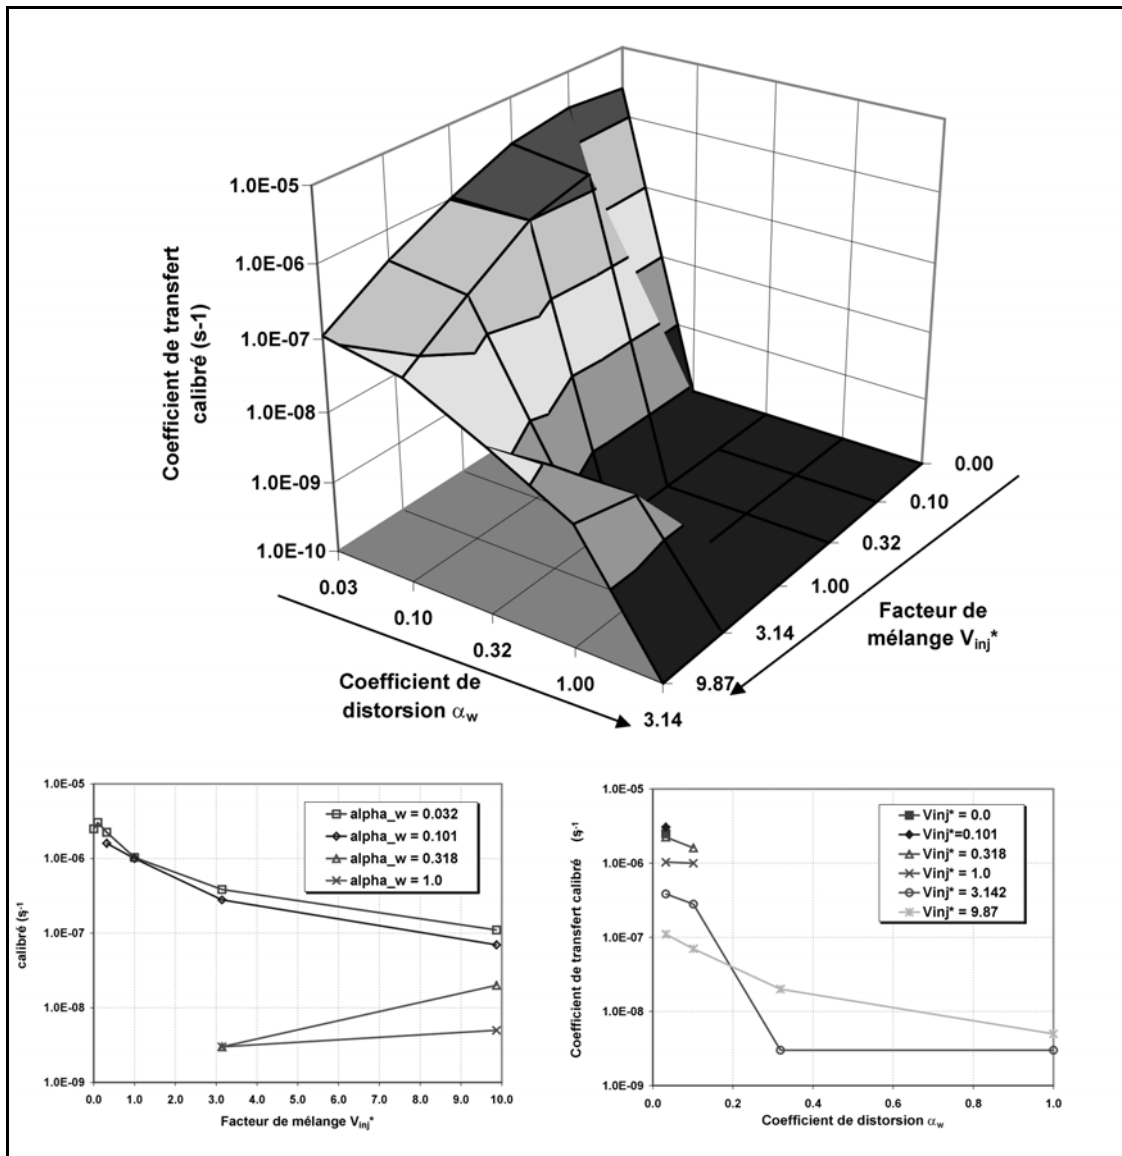 1.0E-05
1.0E-06
1.0E-07
1.0E-08
1.0E-09
1.0E-10
Coefficient de transfert
calibré (s-1)
0.03
0.10
0.32
1.00
3.14
Coefficient de
distorsion αw
0.00
0.10
0.32
1.00
3.14
9.87
Facteur de
mélange Vinj*
1.0E-05
1.0E-06
1.0E-07
1.0E-08
1.0E-09
calibré (s-1
0.0 1.0 2.0 3.0 4.0 5.0 6.0 7.0 8.0 9.0 10.0
Facteur de mélange Vinj*
alpha_w = 0.032
alpha_w = 0.101
alpha_w = 0.318
alpha_w = 1.0
1.0E-05
1.0E-06
1.0E-07
1.0E-08
1.0E-09
Coefficient de transfert calibré (s-1
0.0 0.2 0.4 0.6 0.8 1.0
Coefficient de distorsion αw
Vinj* = 0.0
Vinj*=0.101
Vinj* = 0.318
Vinj* = 1.0
Vinj* = 3.142
Vinj* = 9.87